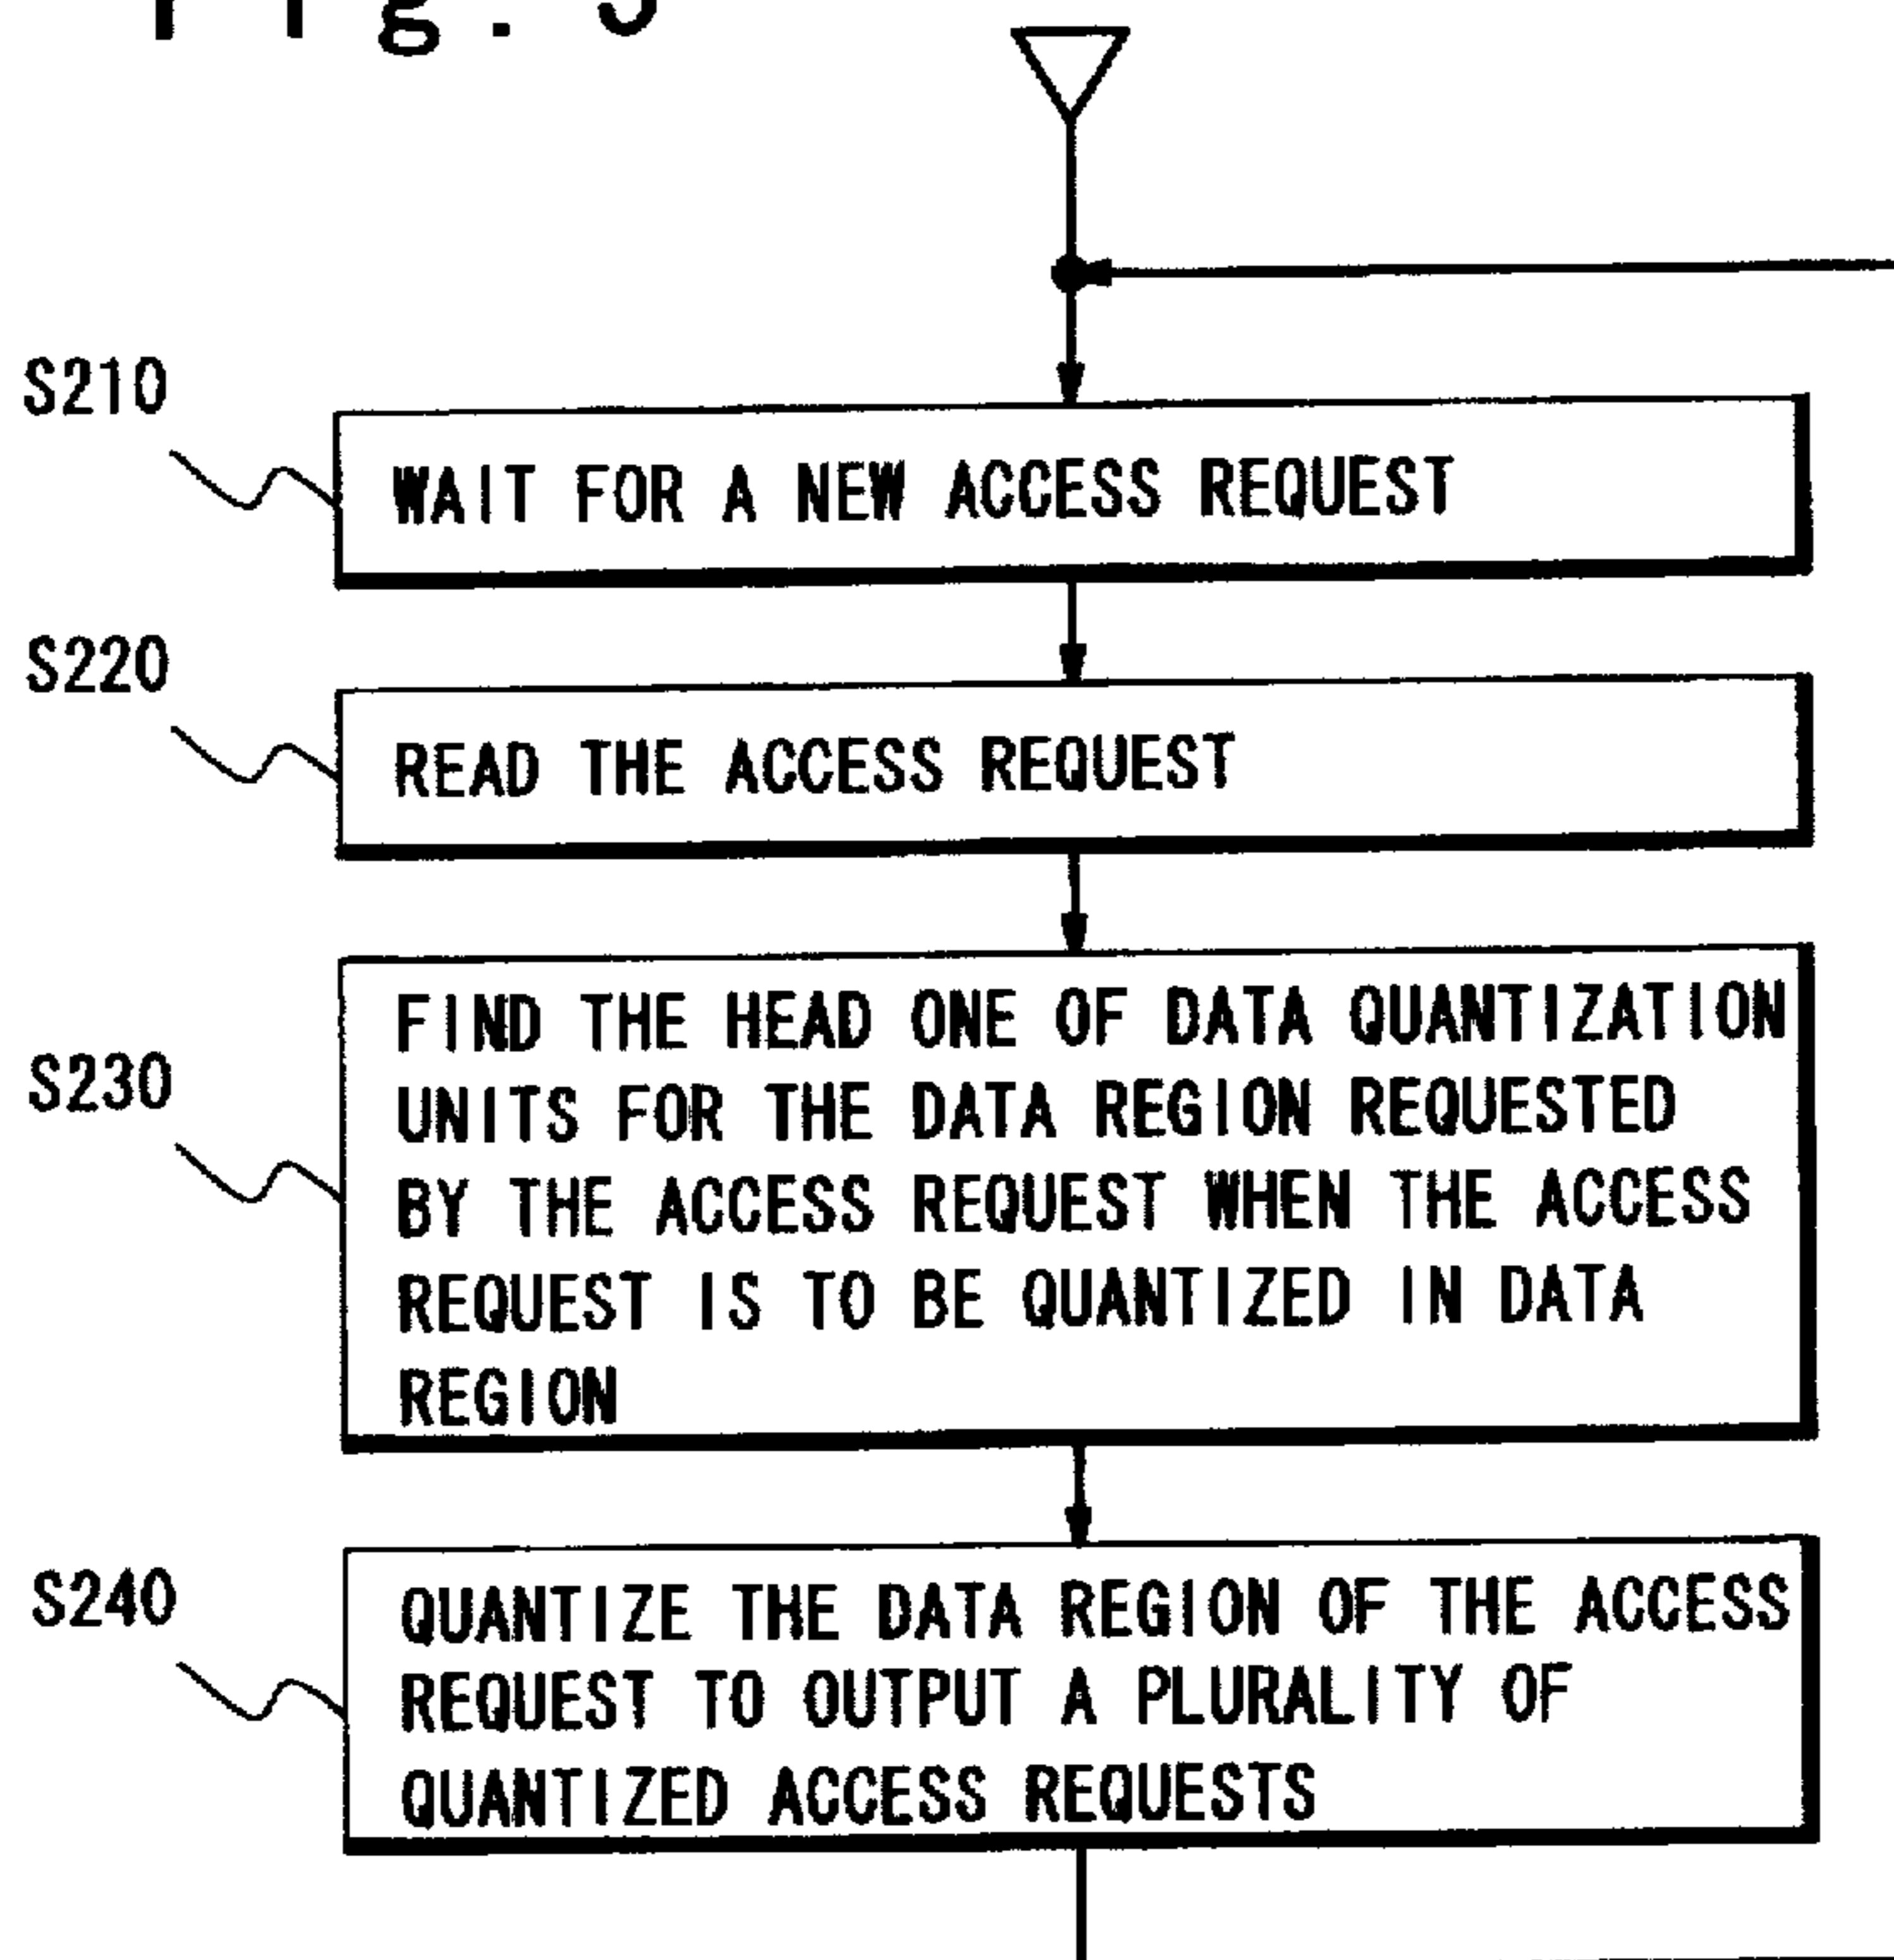 S210
WAIT FOR A NEW ACCESS REQUEST
S220
READ THE ACCESS REQUEST
S230
FIND THE HEAD ONE OF DATA QUANTIZATION
UNITS FOR THE DATA REGION REQUESTED
BY THE ACCESS REQUEST WHEN THE ACCESS
REQUEST IS TO BE QUANTIZED IN DATA
REGION
S240
QUANTIZE THE DATA REGION OF THE ACCESS
REQUEST TO OUTPUT A PLURALITY OF
QUANTIZED ACCESS REQUESTS